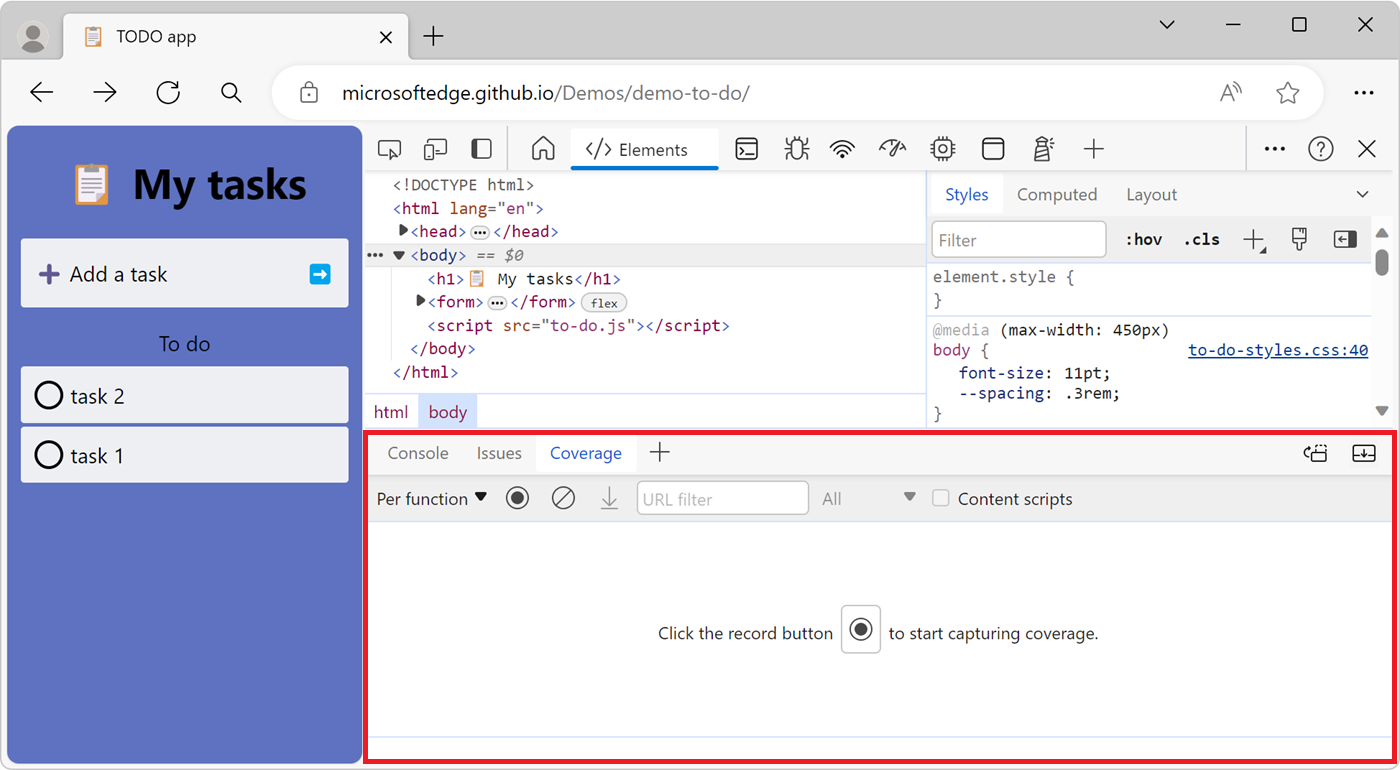 TODO app
microsoftedge.github.io/Demos/demo-to-do/
My tasks
Add a task
To do
task 2
task 1
Elements
<!DOCTYPE html>
<html lang="en">
<head> ••• </head>
••• <body> == $0
<h1>📋 My tasks</h1>
<form> ••• </form> flex
<script src="to-do.js"></script>
</body>
</html>
html body
Styles Computed Layout
Filter :hov .cls
element.style {
}
@media (max-width: 450px)
body { to-do-styles.css:40
font-size: 11pt;
--spacing: .3rem;
}
Console Issues Coverage
Per function URL filter All Content scripts
Click the record button to start capturing coverage.